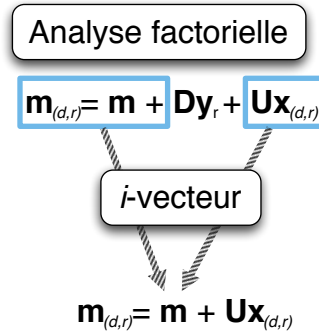 Analyse factorielle
m(d,r)= m + Dyr + Ux(d,r)
i-vecteur
m(d,r)= m + Ux(d,r)